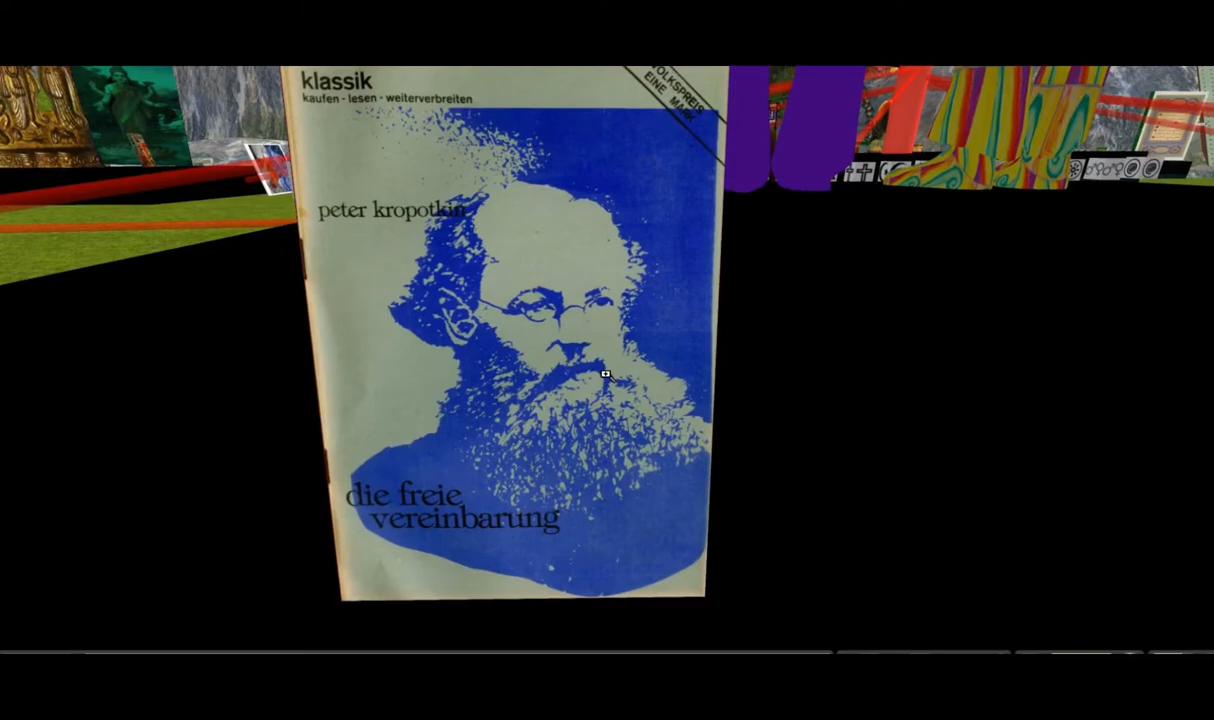 klassik
kaufen - lesen - weiterverbreiten
VOLKSPREIS
EINE MARK
peter kropotkin
die freie
vereinbarung